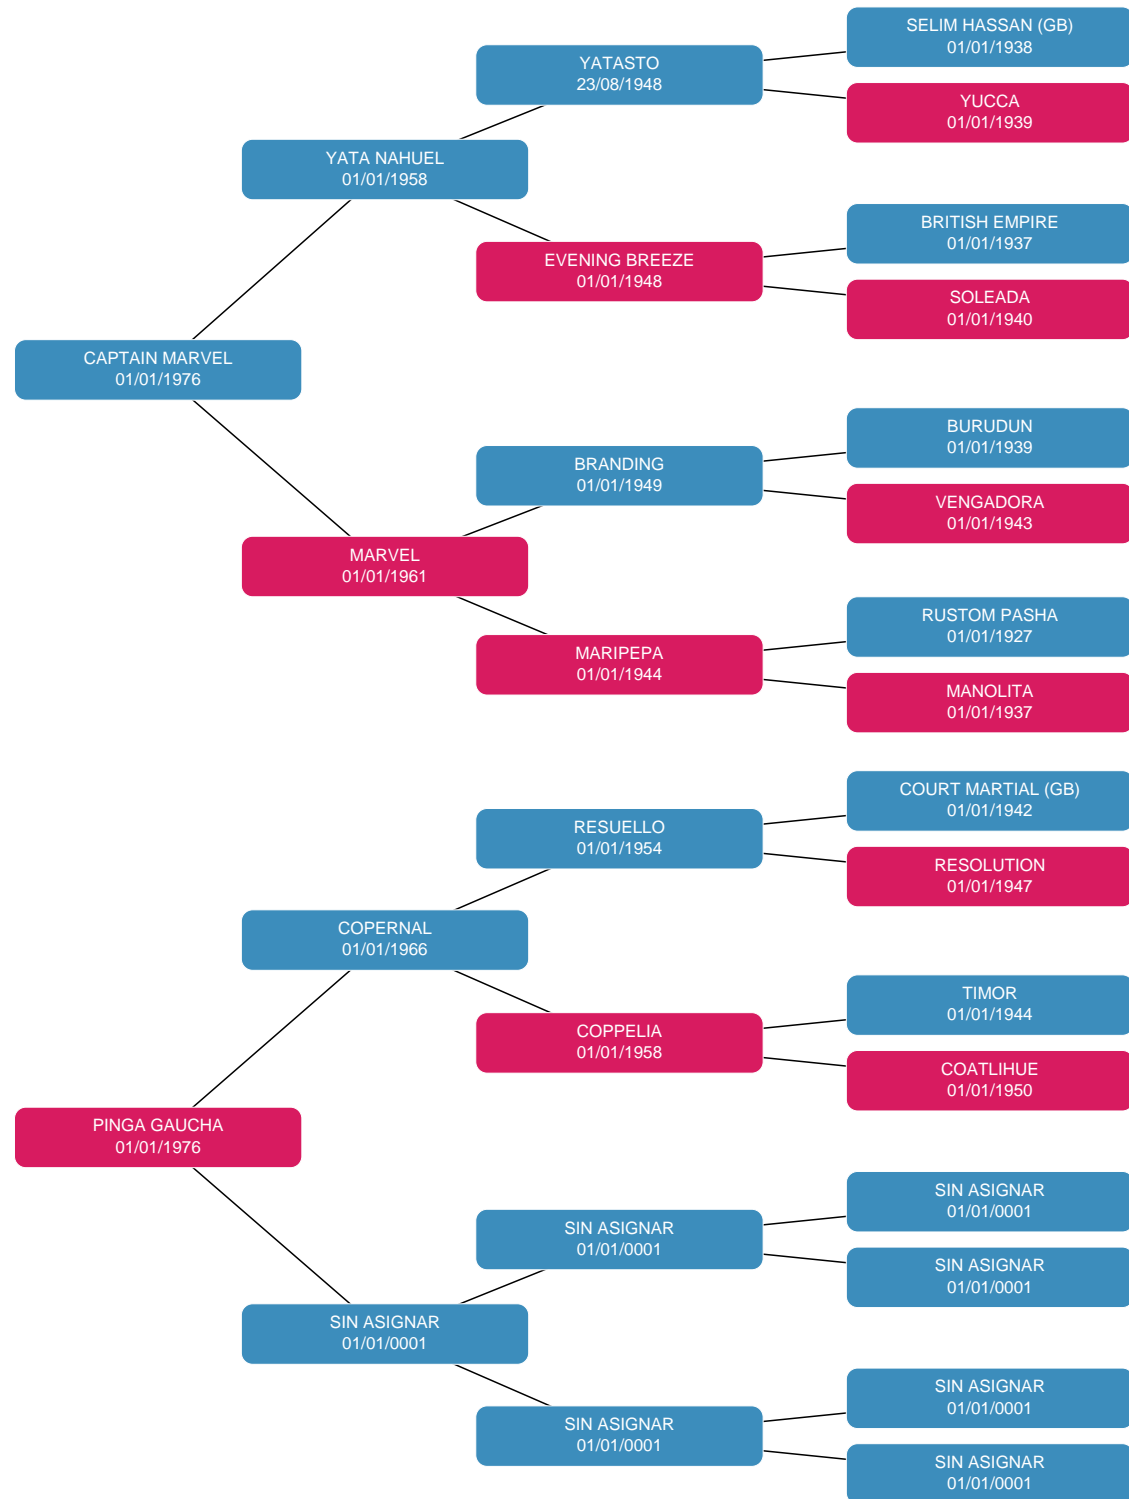 SELIM HASSAN (GB)
01/01/1938
YATASTO
23/08/1948
YUCCA
01/01/1939
YATA NAHUEL
01/01/1958
BRITISH EMPIRE
01/01/1937
EVENING BREEZE
01/01/1948
SOLEADA
01/01/1940
CAPTAIN MARVEL
01/01/1976
BURUDUN
01/01/1939
BRANDING
01/01/1949
VENGADORA
01/01/1943
MARVEL
01/01/1961
RUSTOM PASHA
01/01/1927
MARIPEPA
01/01/1944
MANOLITA
01/01/1937
COURT MARTIAL (GB)
01/01/1942
RESUELLO
01/01/1954
RESOLUTION
01/01/1947
COPERNAL
01/01/1966
TIMOR
01/01/1944
COPPELIA
01/01/1958
COATLIHUE
01/01/1950
PINGA GAUCHA
01/01/1976
SIN ASIGNAR
01/01/0001
SIN ASIGNAR
01/01/0001
SIN ASIGNAR
01/01/0001
SIN ASIGNAR
01/01/0001
SIN ASIGNAR
01/01/0001
SIN ASIGNAR
01/01/0001
SIN ASIGNAR
01/01/0001